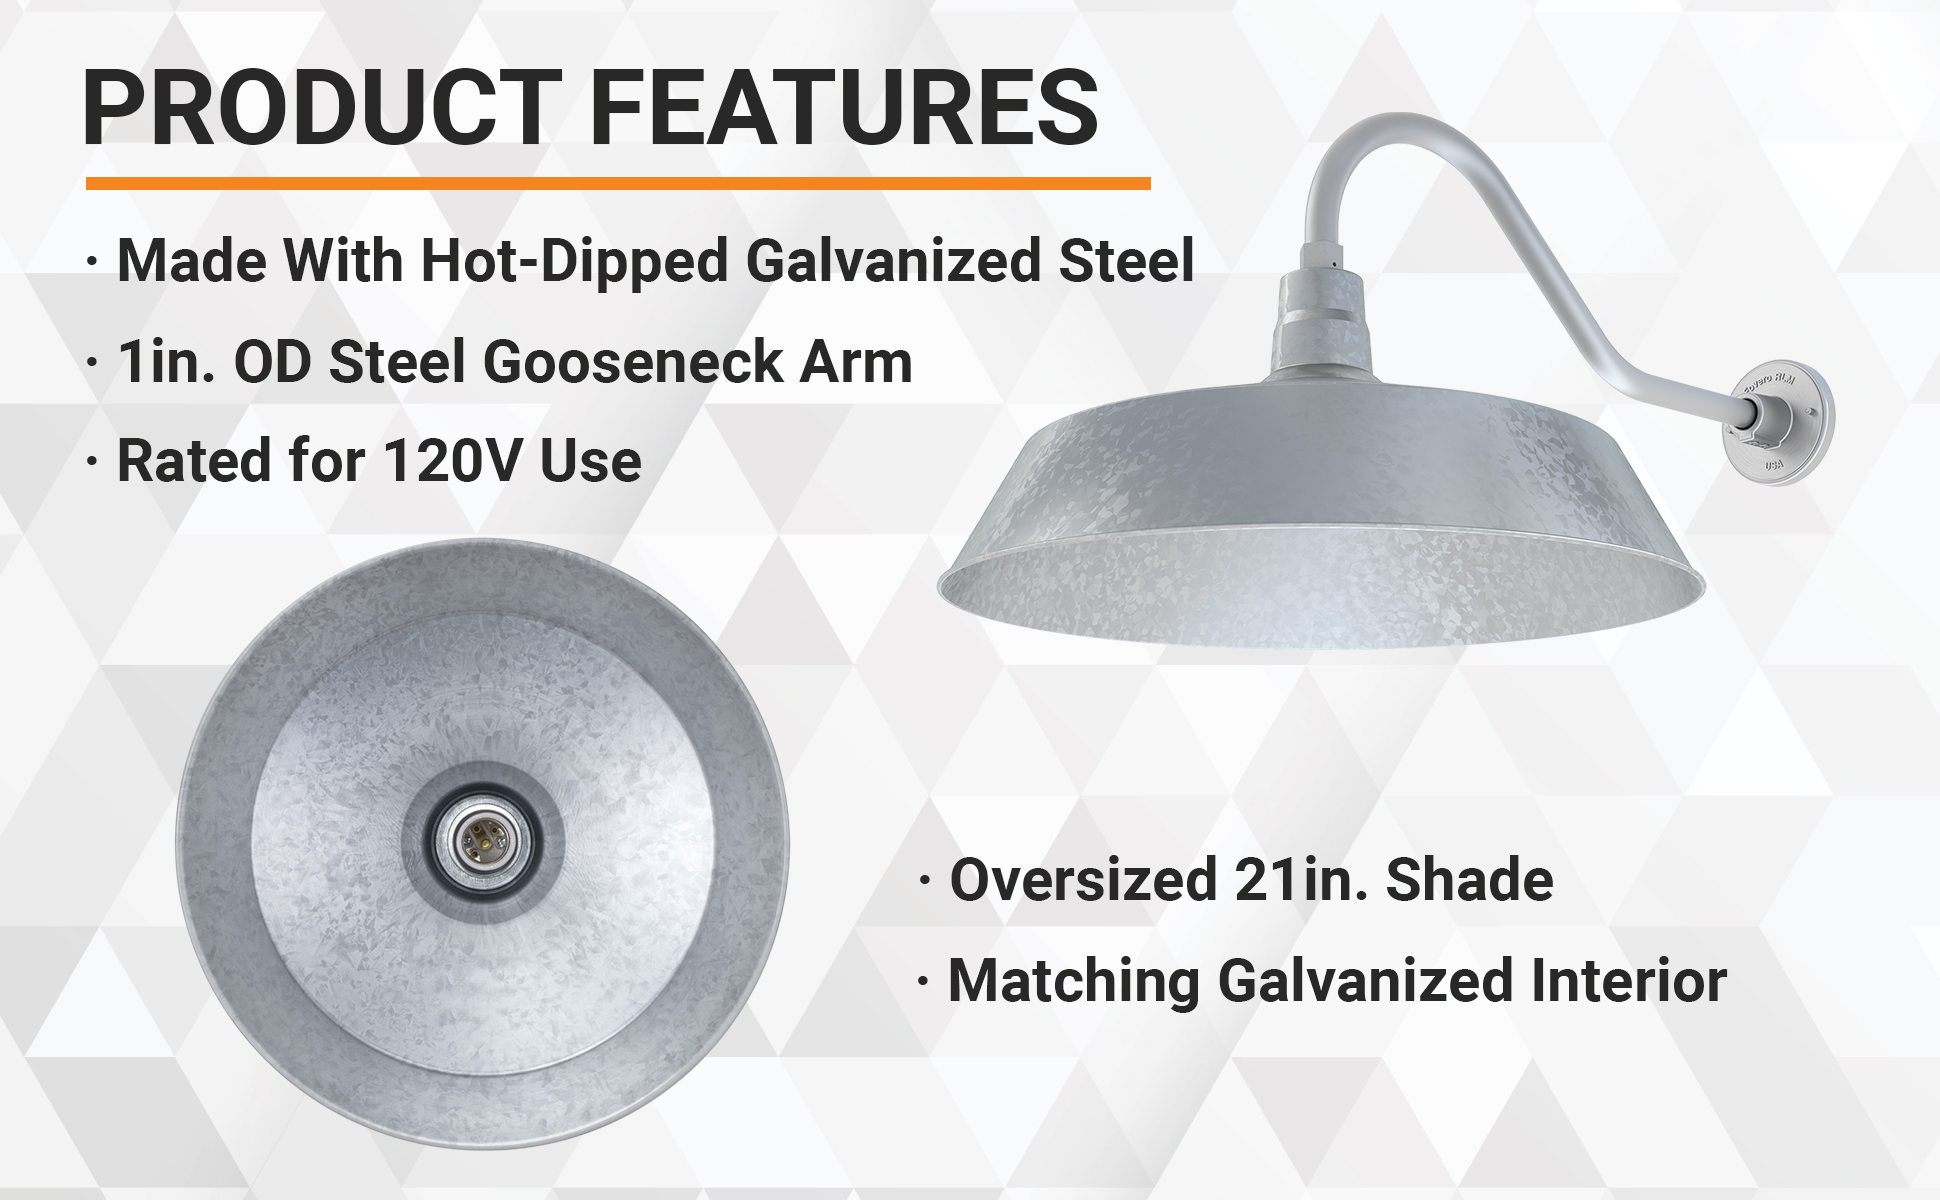 PRODUCT FEATURES
· Made With Hot-Dipped Galvanized Steel
· 1in. OD Steel Gooseneck Arm
· Rated for 120V Use
RLM
USA
· Oversized 21in. Shade
· Matching Galvanized Interior